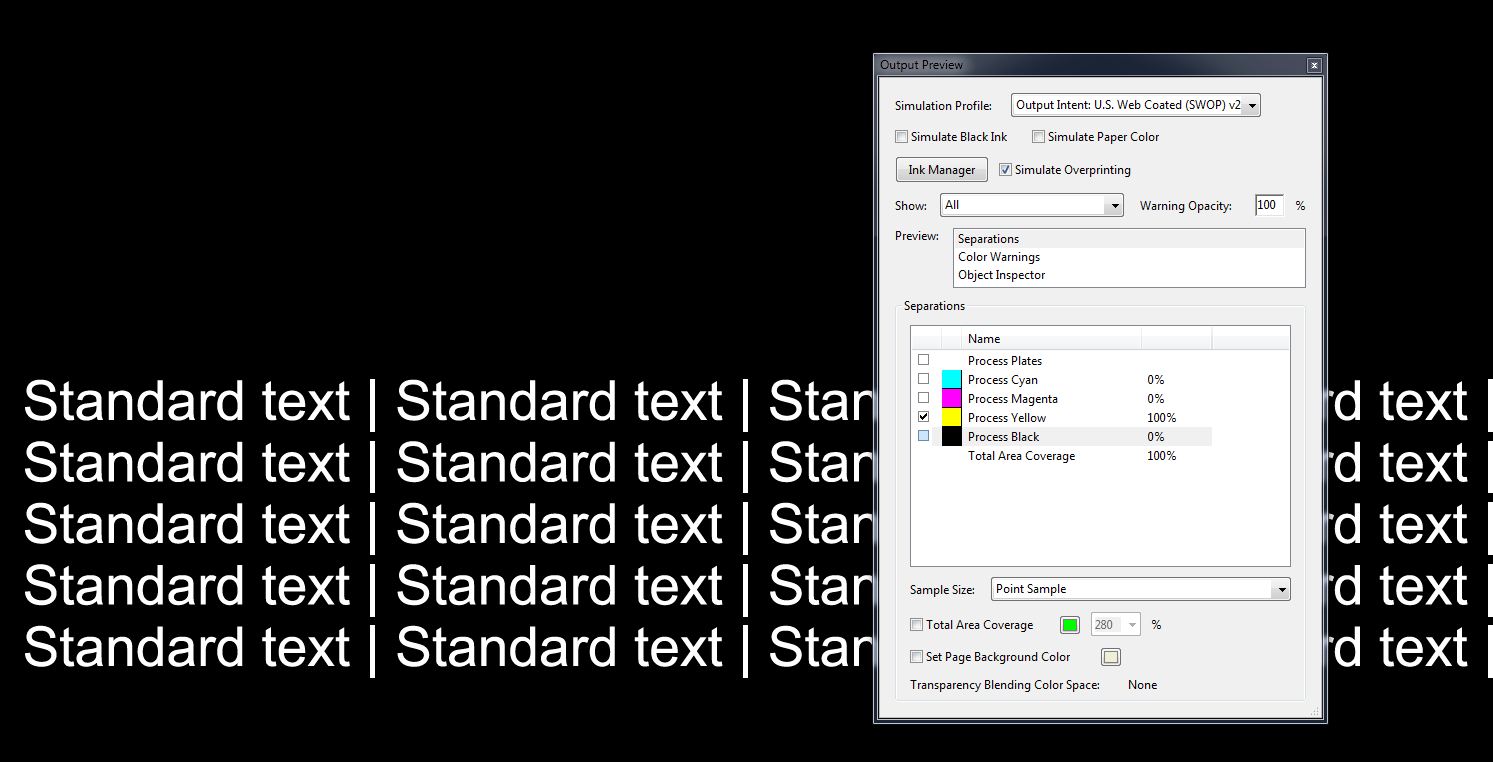 Output Preview
Simulation Profile: Output Intent: U.S. Web Coated (SWOP) v2
Simulate Black Ink Simulate Paper Color
Ink Manager Simulate Overprinting
Show: All Warning Opacity: 100 %
Preview: Separations
Color Warnings
Object Inspector
Separations
Name
Process Plates
Process Cyan 0%
Process Magenta 0%
Process Yellow 100%
Process Black 0%
Total Area Coverage 100%
Sample Size: Point Sample
Total Area Coverage 280 %
Set Page Background Color
Transparency Blending Color Space: None
Standard text | Standard text | Stan rd text |
Standard text | Standard text | Stan rd text |
Standard text | Standard text | Stan rd text |
Standard text | Standard text | Stan rd text |
Standard text | Standard text | Stan rd text |